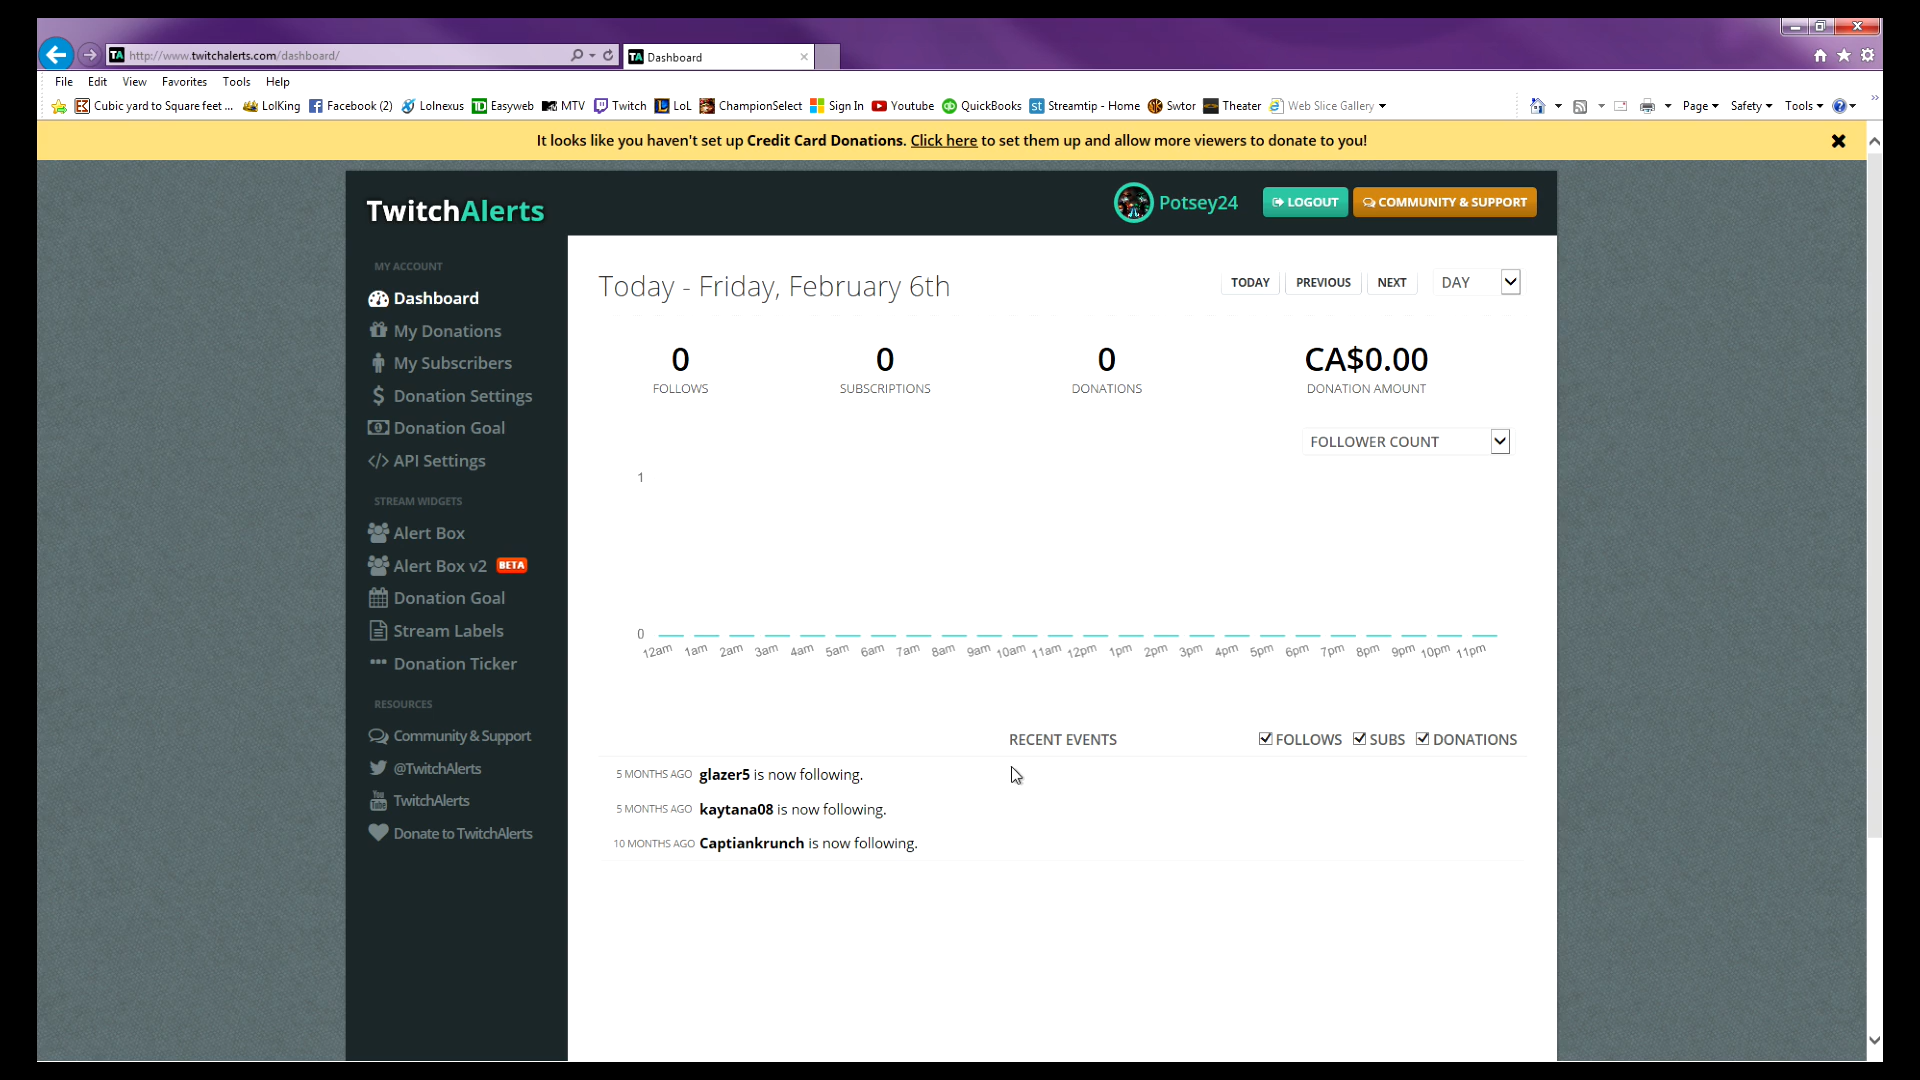 TA http://www.twitchalerts.com/dashboard/
TA Dashboard
File Edit View Favorites Tools Help
Cubic yard to Square feet ... LolKing Facebook (2) Lolnexus Easyweb MTV Twitch LoL ChampionSelect Sign In Youtube QuickBooks Streamtip - Home Swtor Theater Web Slice Gallery Page Safety Tools
It looks like you haven't set up Credit Card Donations. Click here to set them up and allow more viewers to donate to you!
TwitchAlerts
Potsey24
LOGOUT
COMMUNITY & SUPPORT
MY ACCOUNT
Dashboard
My Donations
My Subscribers
Donation Settings
Donation Goal
API Settings
STREAM WIDGETS
Alert Box
Alert Box v2 BETA
Donation Goal
Stream Labels
Donation Ticker
RESOURCES
Community & Support
@TwitchAlerts
TwitchAlerts
Donate to TwitchAlerts
Today - Friday, February 6th
TODAY PREVIOUS NEXT DAY
0 0 0 CA$0.00
FOLLOWS SUBSCRIPTIONS DONATIONS DONATION AMOUNT
FOLLOWER COUNT
1
0
12am 1am 2am 3am 4am 5am 6am 7am 8am 9am 10am 11am 12pm 1pm 2pm 3pm 4pm 5pm 6pm 7pm 8pm 9pm 10pm 11pm
RECENT EVENTS FOLLOWS SUBS DONATIONS
5 MONTHS AGO glazer5 is now following.
5 MONTHS AGO kaytana08 is now following.
10 MONTHS AGO Captiankrunch is now following.